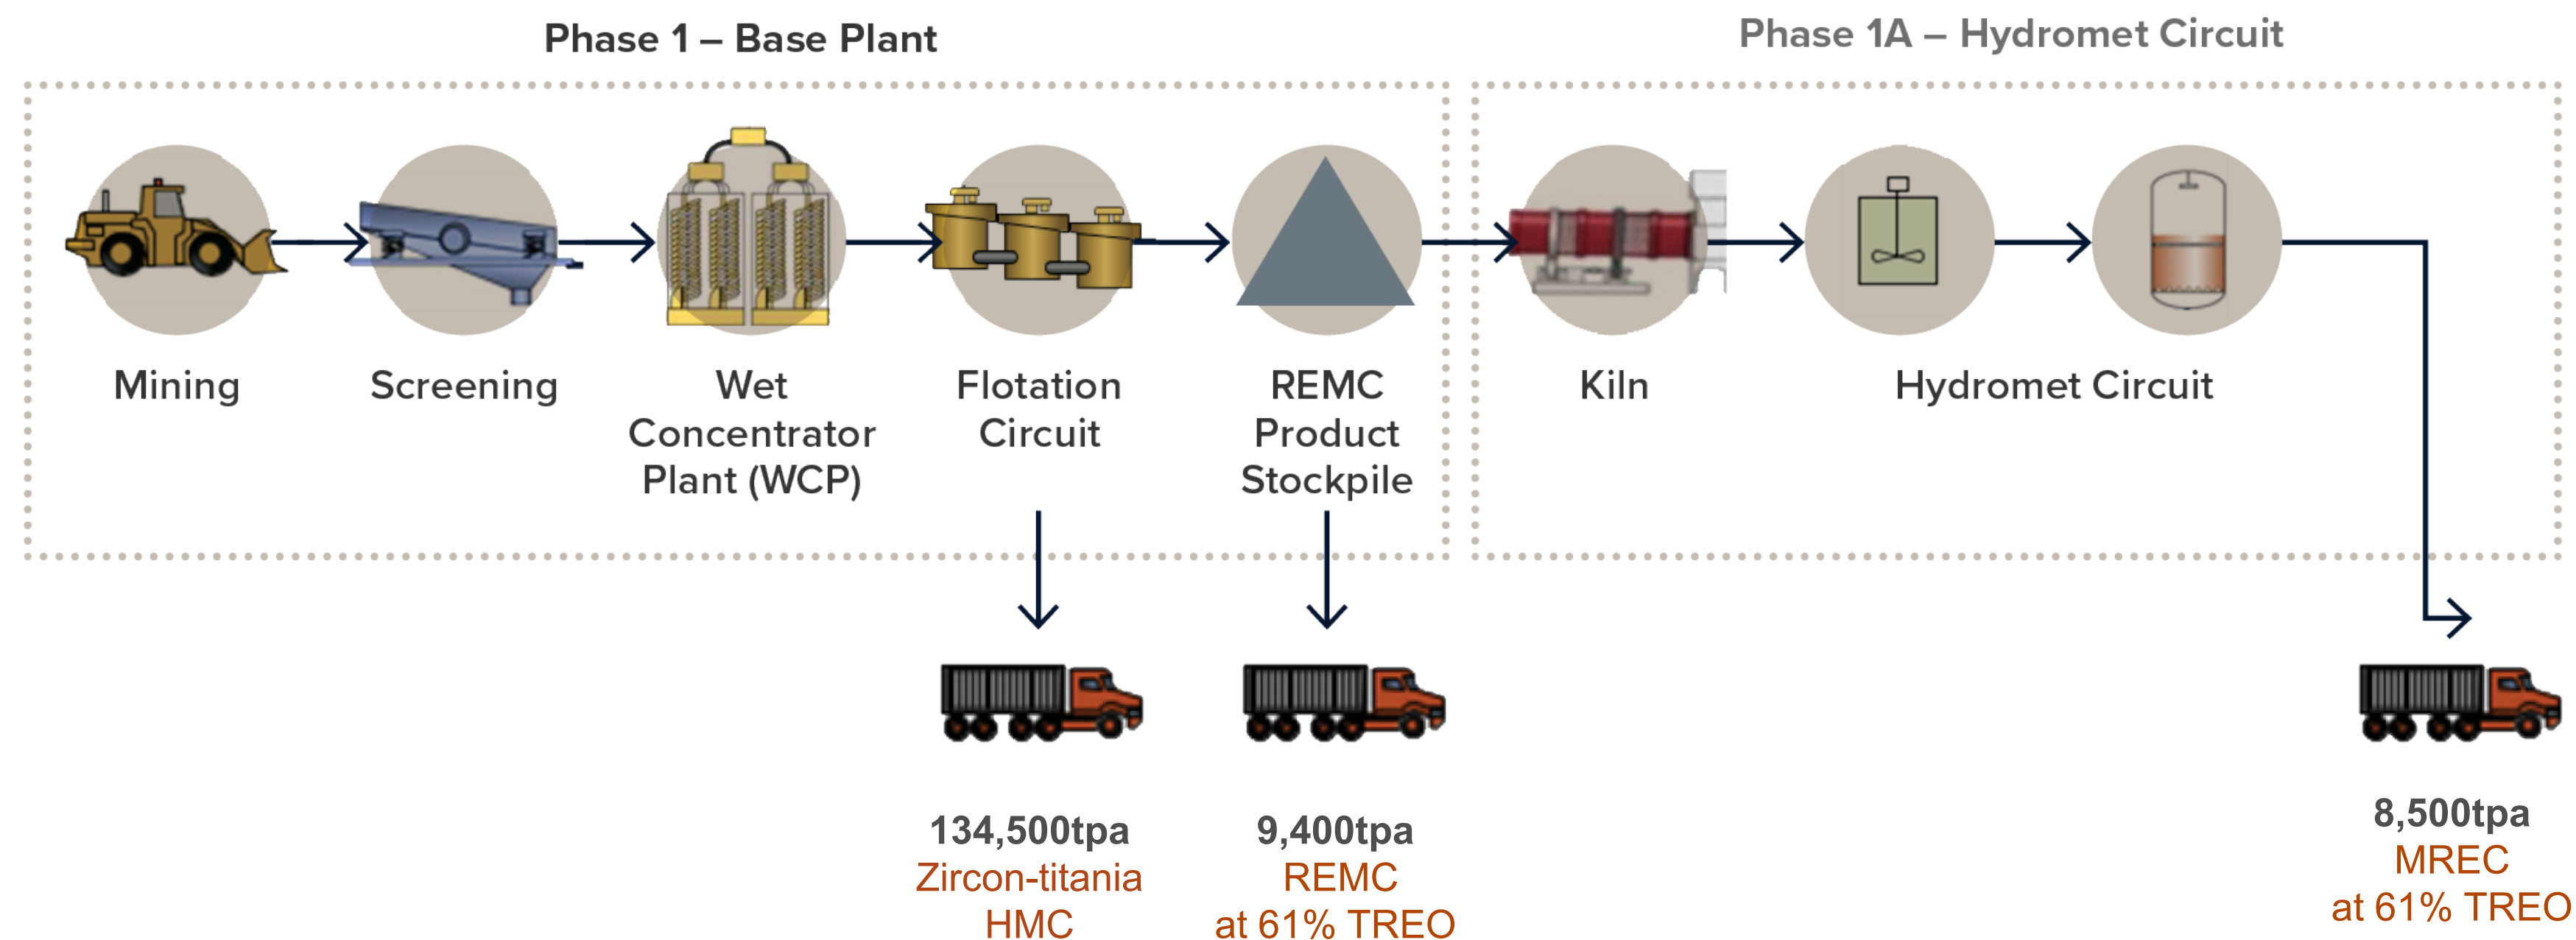 Phase 1 – Base Plant
Phase 1A – Hydromet Circuit
Mining
Screening
Wet
Concentrator
Plant (WCP)
Flotation
Circuit
REMC
Product
Stockpile
Kiln
Hydromet Circuit
134,500tpa
Zircon-titania
HMC
9,400tpa
REMC
at 61% TREO
8,500tpa
MREC
at 61% TREO